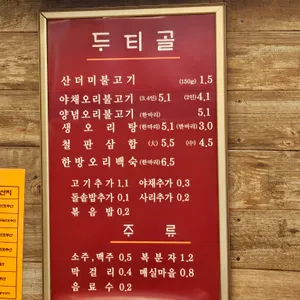 두 티 골
산더미불고기 (150g) 1,5
야채오리불고기 (3,4인) 5,1 (2인) 4,1
양념오리불고기 (한마리) 5,1
생 오 리 탕 (한마리) 5,1 (반마리) 3,0
철 판 삼 합 (大) 5,5 (小) 4,5
한방오리백숙 (한마리) 6,5
고기추가 1,1 야채추가 0,3
돌솥밥추가 0,1 사리추가 0,2
볶 음 밥 0,2
주 류
소주, 맥주 0,5 복 분 자 1,2
막 걸 리 0,4 매실마을 0,8
음 료 수 0,2